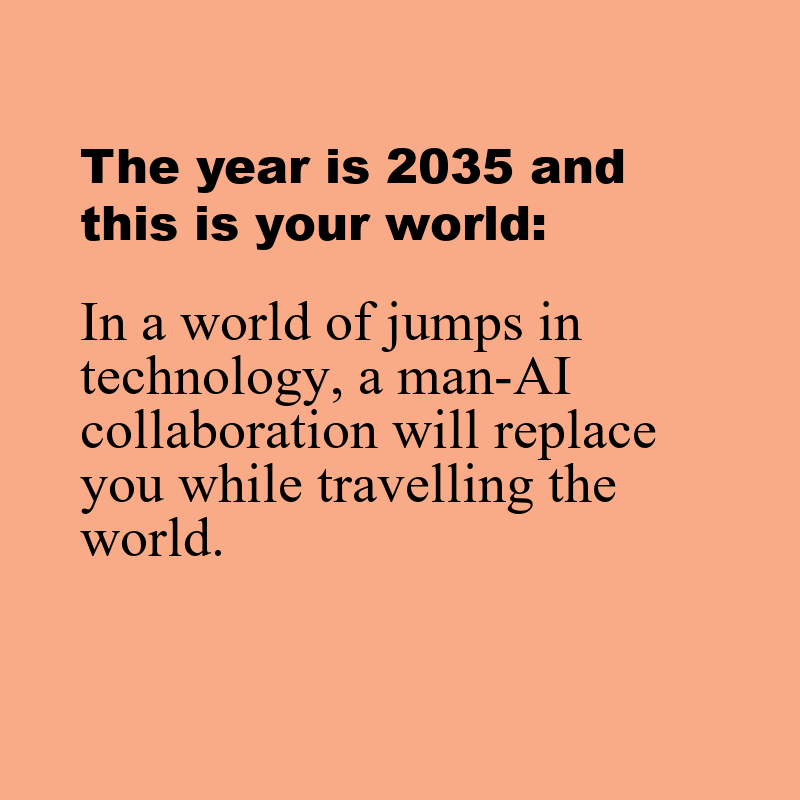 The year is 2035 and
this is your world:
In a world of jumps in
technology, a man-AI
collaboration will replace
you while travelling the
world.